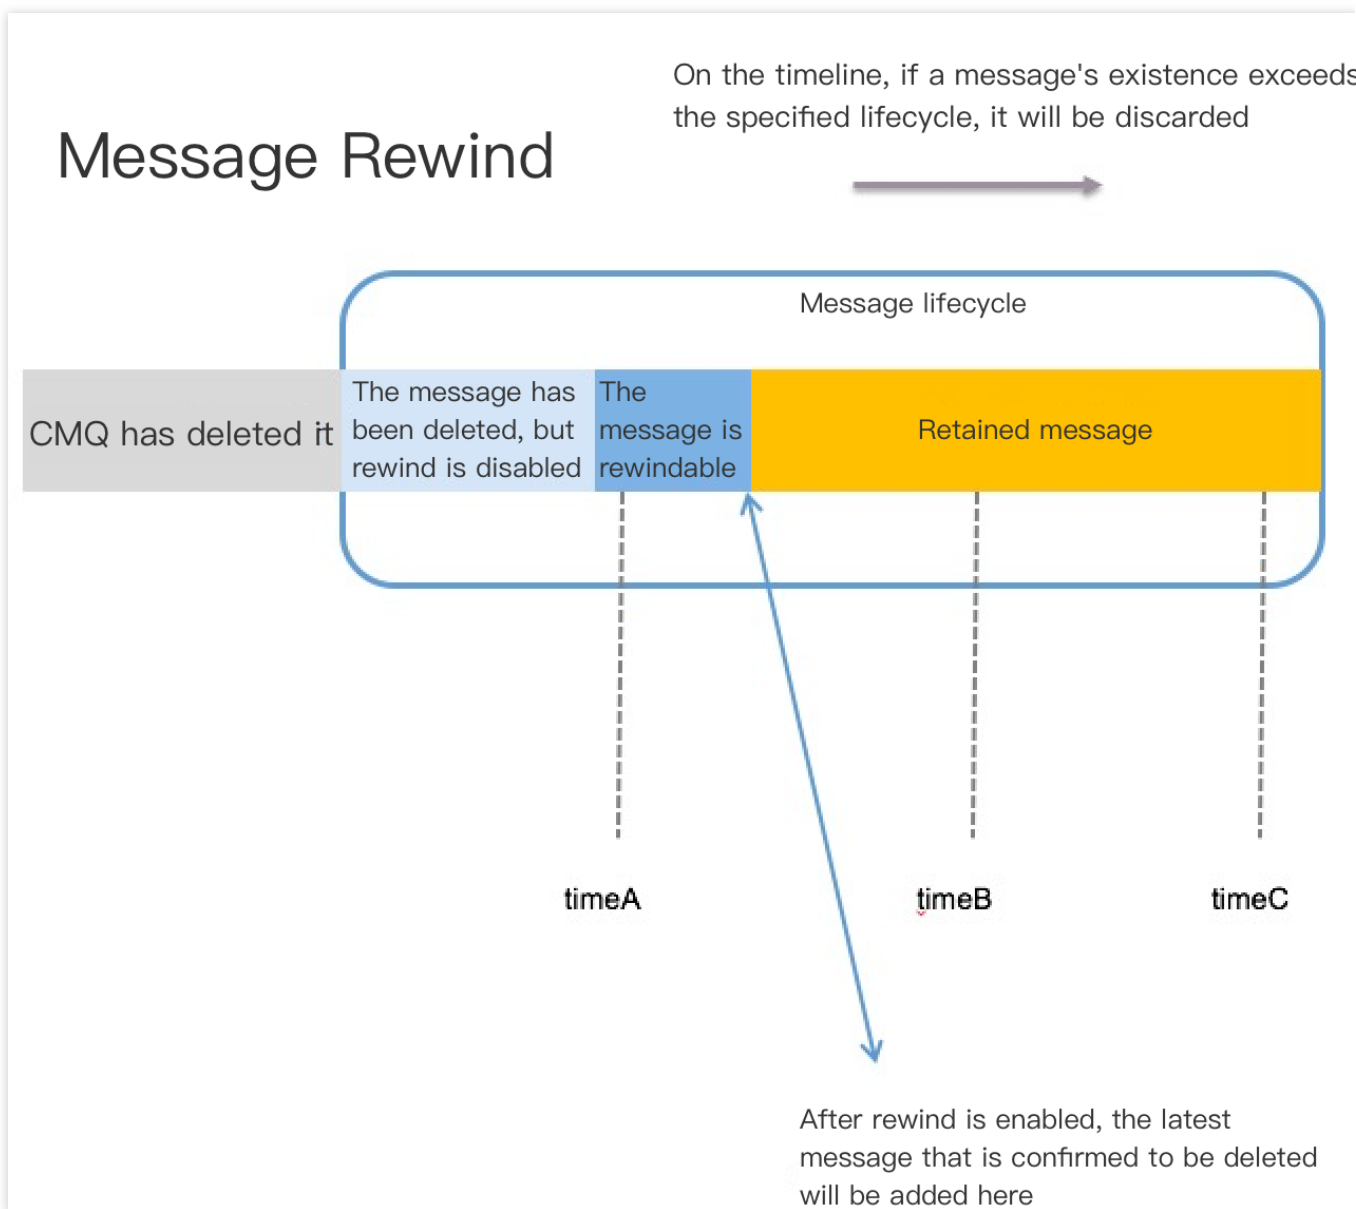 On the timeline, if a message's existence exceeds
the specified lifecycle, it will be discarded
Message Rewind
Message lifecycle
CMQ has deleted it
The message has
been deleted, but
rewind is disabled
The
message is
rewindable
Retained message
timeA
timeB
timeC
After rewind is enabled, the latest
message that is confirmed to be deleted
will be added here